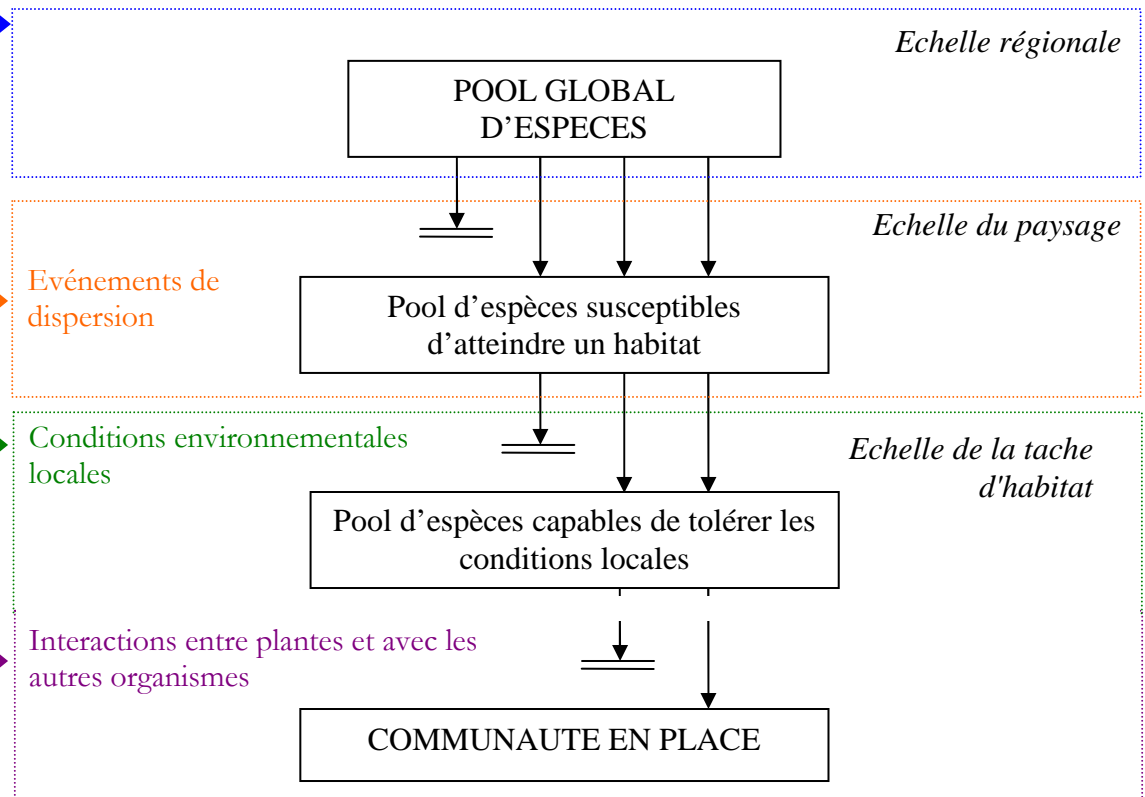 Echelle régionale
POOL GLOBAL
D’ESPECES
Echelle du paysage
Evénements de
dispersion
Pool d’espèces susceptibles
d’atteindre un habitat
Conditions environnementales
locales
Echelle de la tache
d'habitat
Pool d’espèces capables de tolérer les
conditions locales
Interactions entre plantes et avec les
autres organismes
COMMUNAUTE EN PLACE